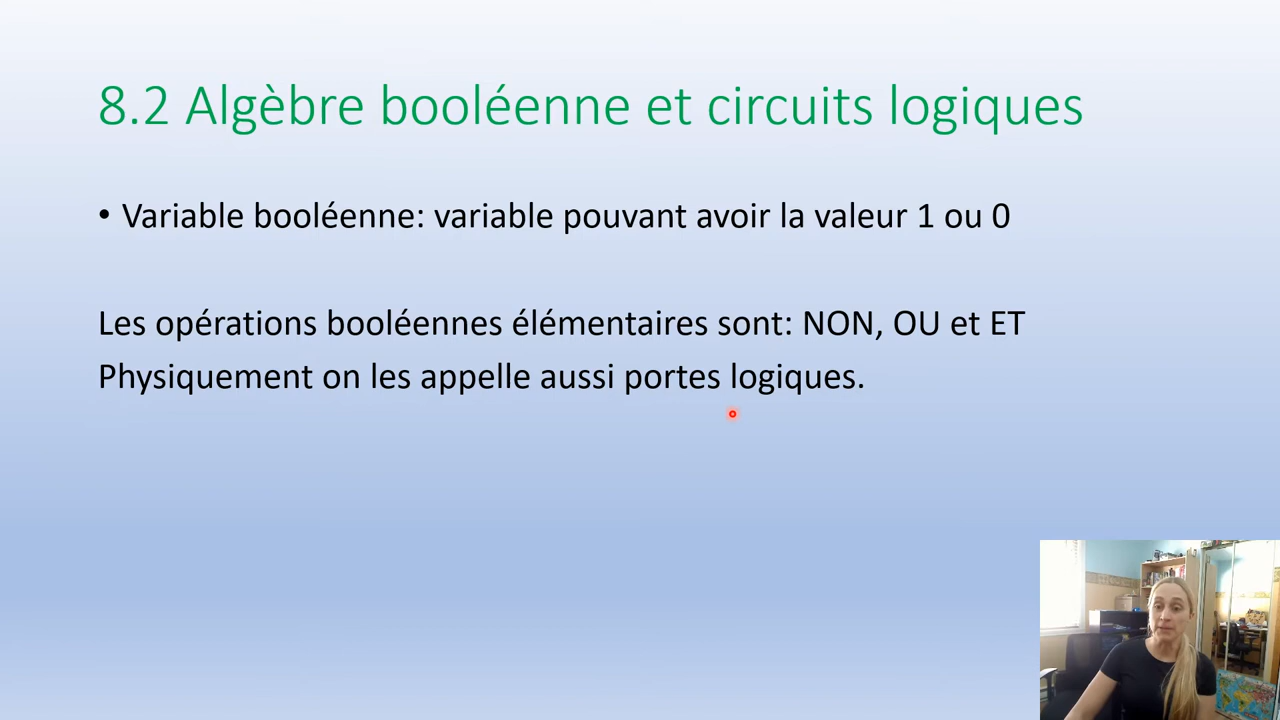 8.2 Algèbre booléenne et circuits logiques
• Variable booléenne: variable pouvant avoir la valeur 1 ou 0
Les opérations booléennes élémentaires sont: NON, OU et ET
Physiquement on les appelle aussi portes logiques.